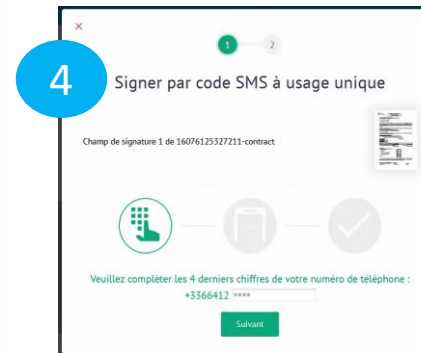 4
×
1 2
Signer par code SMS à usage unique
Champ de signature 1 de 16076125327211-contract
Veuillez compléter les 4 derniers chiffres de votre numéro de téléphone :
+3366412 ****
Suivant